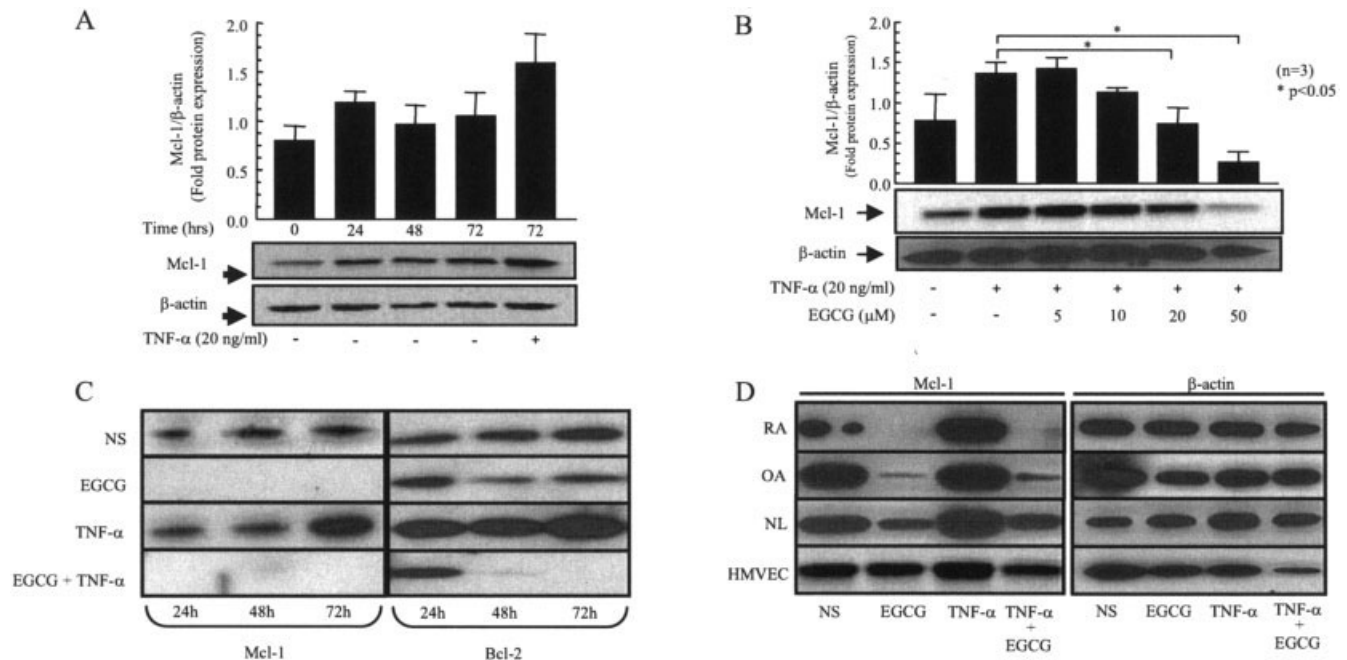 A
Mcl-1/β-actin
(Fold protein expression)
2.0
1.5
1.0
0.5
0.0
Time (hrs) 0 24 48 72 72
Mcl-1
β-actin
TNF-α (20 ng/ml) - - - - +
B
Mcl-1/β-actin
(Fold protein expression)
2.0
1.5
1.0
0.5
0.0
*
*
(n=3)
* p<0.05
Mcl-1
β-actin
TNF-α (20 ng/ml) - + + + + +
EGCG (μM) - - 5 10 20 50
C
NS
EGCG
TNF-α
EGCG + TNF-α
24h 48h 72h 24h 48h 72h
Mcl-1 Bcl-2
D
Mcl-1 β-actin
RA
OA
NL
HMVEC
NS EGCG TNF-α TNF-α + EGCG NS EGCG TNF-α TNF-α + EGCG